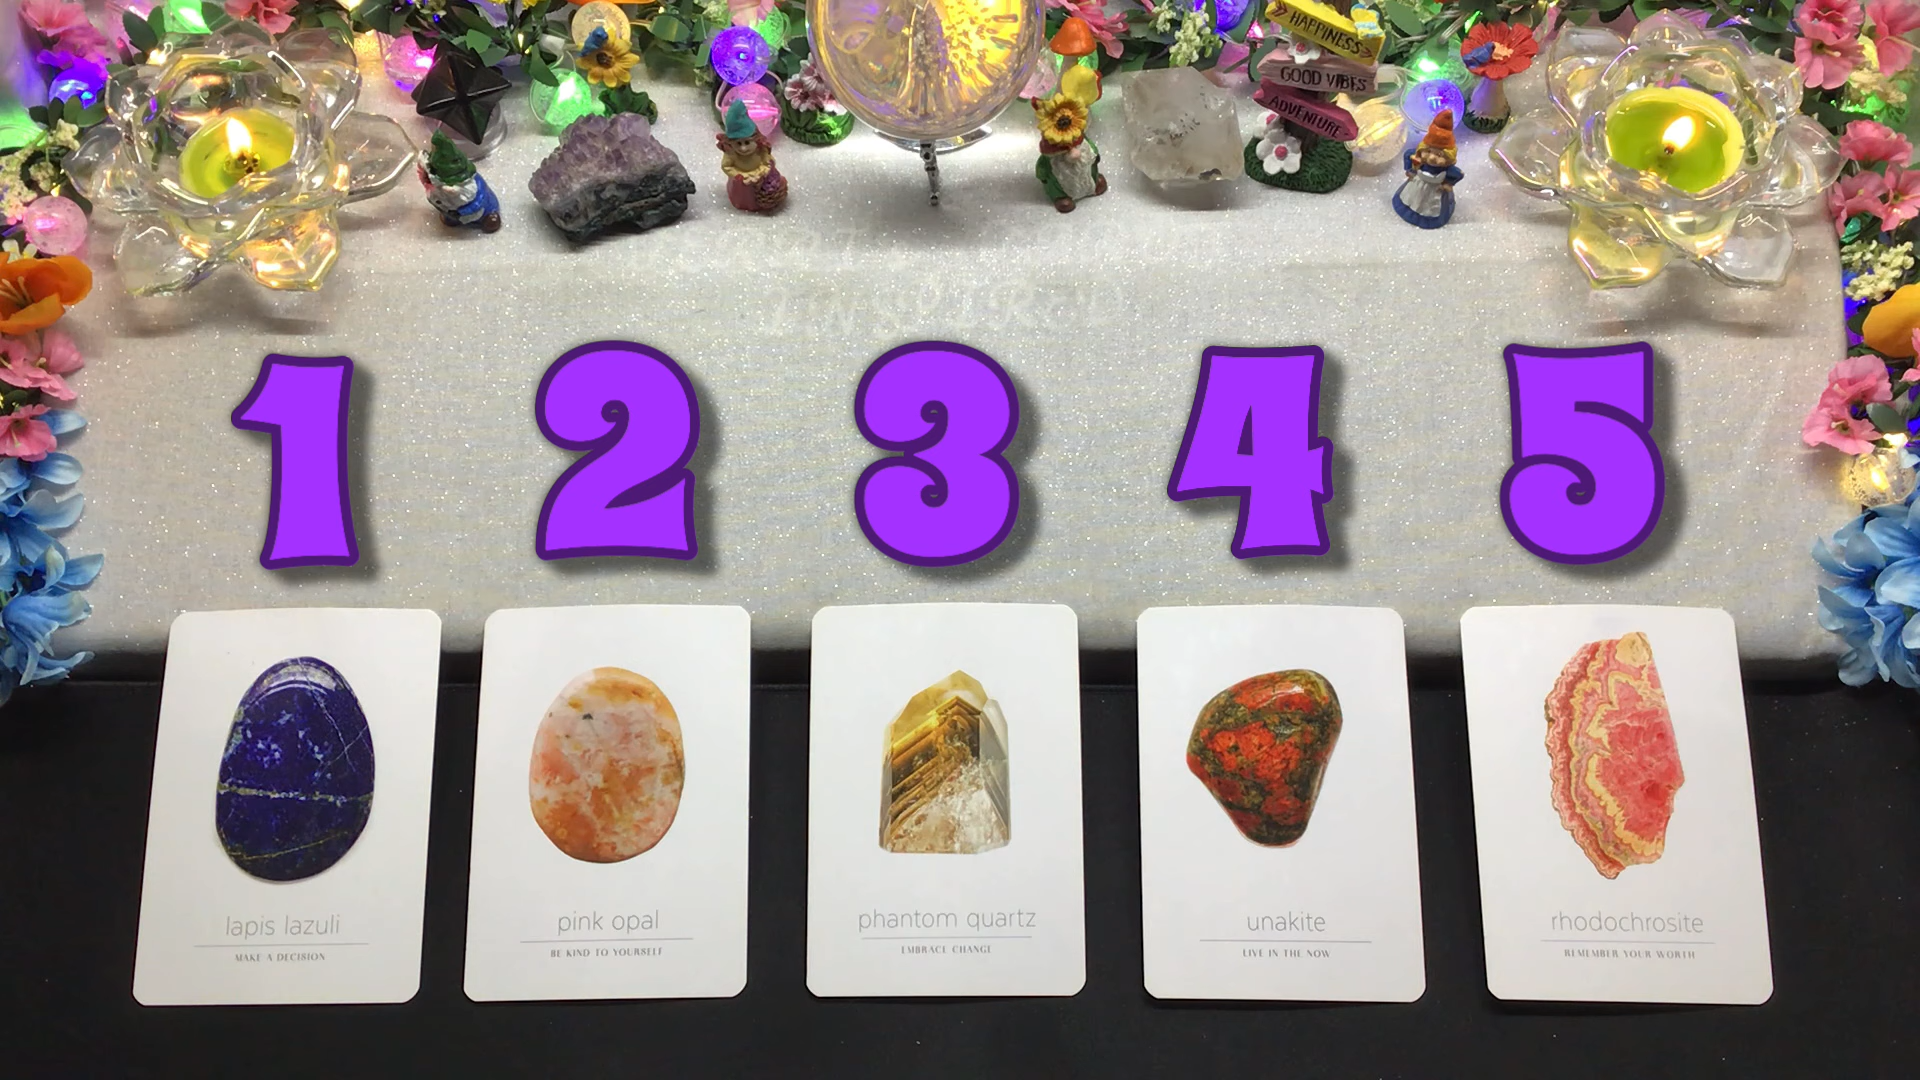 HAPPINESS
GOOD VIBES
ADVENTURE
INSPIRED
1 2 3 4 5
lapis lazuli
MAKE A DECISION
pink opal
BE KIND TO YOURSELF
phantom quartz
EMBRACE CHANGE
unakite
LIVE IN THE NOW
rhodochrosite
REMEMBER YOUR WORTH